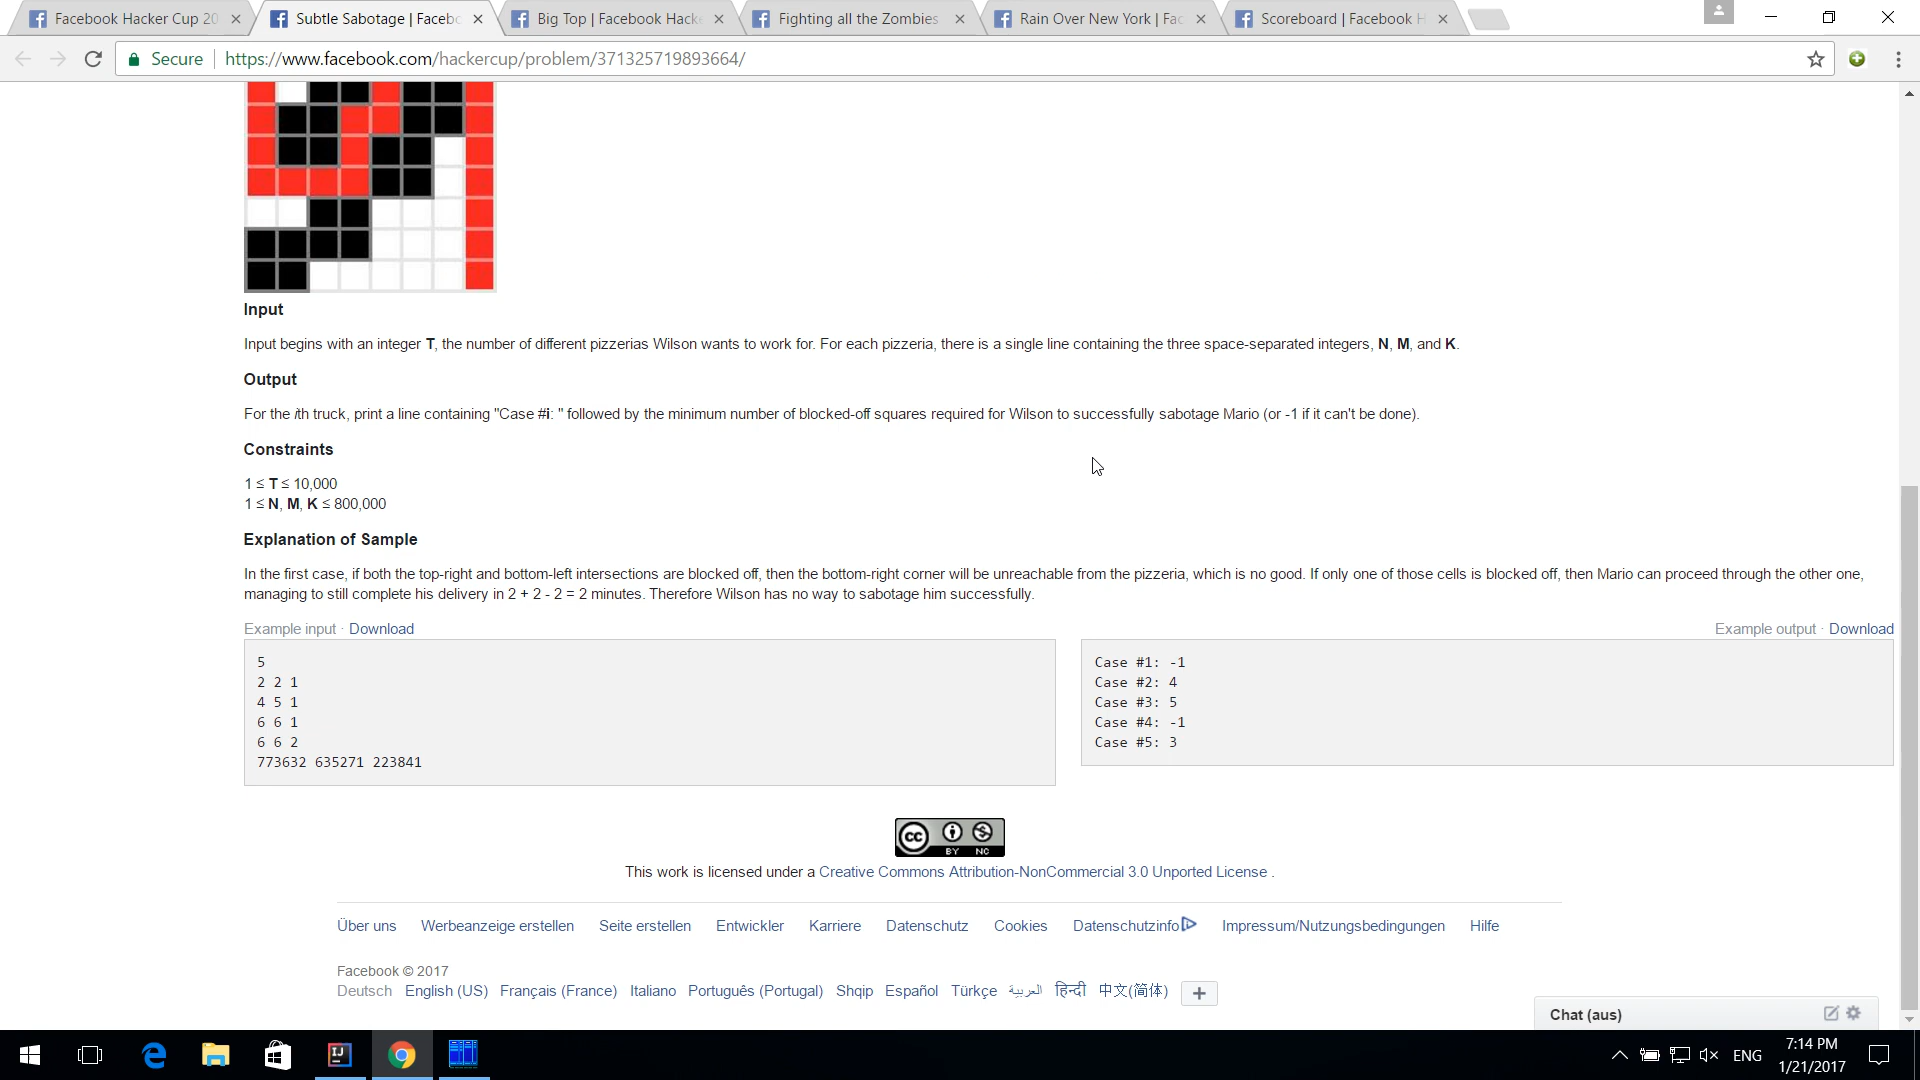 Facebook Hacker Cup 20
Subtle Sabotage | Facebo
Big Top | Facebook Hack
Fighting all the Zombies
Rain Over New York | Fac
Scoreboard | Facebook H
Secure
https://www.facebook.com/hackercup/problem/371325719893664/
Input
Input begins with an integer T, the number of different pizzerias Wilson wants to work for. For each pizzeria, there is a single line containing the three space-separated integers, N, M, and K.
Output
For the ith truck, print a line containing "Case #i: " followed by the minimum number of blocked-off squares required for Wilson to successfully sabotage Mario (or -1 if it can't be done).
Constraints
1 ≤ T ≤ 10,000
1 ≤ N, M, K ≤ 800,000
Explanation of Sample
In the first case, if both the top-right and bottom-left intersections are blocked off, then the bottom-right corner will be unreachable from the pizzeria, which is no good. If only one of those cells is blocked off, then Mario can proceed through the other one,
managing to still complete his delivery in 2 + 2 - 2 = 2 minutes. Therefore Wilson has no way to sabotage him successfully.
Example input · Download
5
2 2 1
4 5 1
6 6 1
6 6 2
773632 635271 223841
Example output · Download
Case #1: -1
Case #2: 4
Case #3: 5
Case #4: -1
Case #5: 3
cc BY NC
This work is licensed under a Creative Commons Attribution-NonCommercial 3.0 Unported License .
Über uns Werbeanzeige erstellen Seite erstellen Entwickler Karriere Datenschutz Cookies Datenschutzinfo Impressum/Nutzungsbedingungen Hilfe
Facebook © 2017
Deutsch English (US) Français (France) Italiano Português (Portugal) Shqip Español Türkçe العربية हिन्दी 中文(简体) +
Chat (aus)
IJ
ENG
7:14 PM
1/21/2017